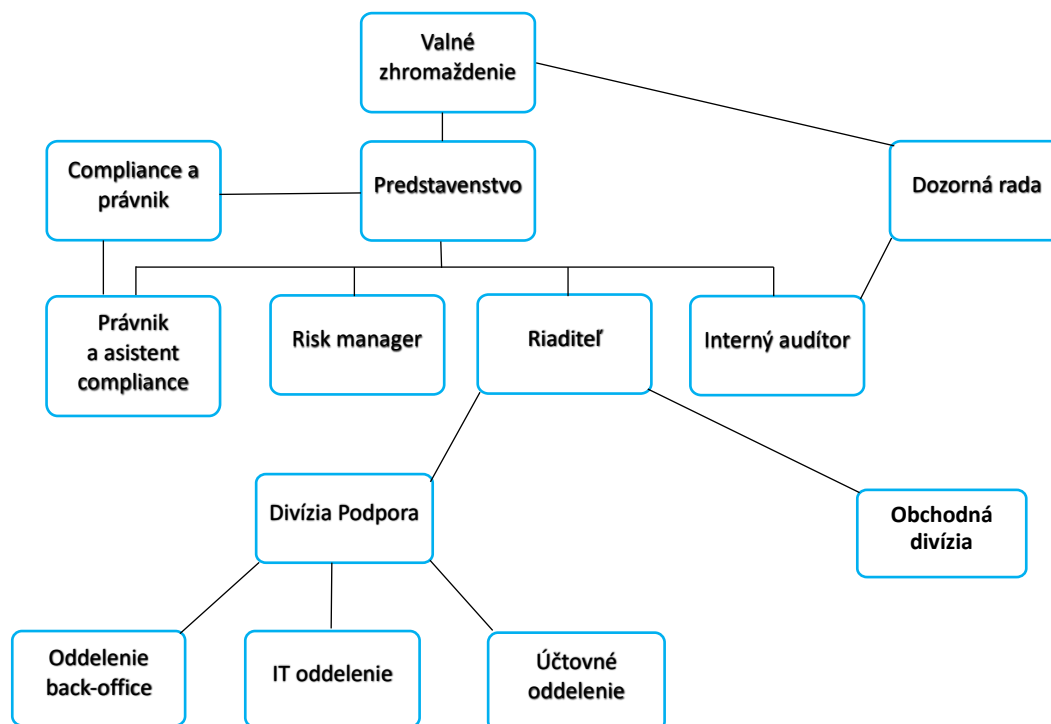 Valné
zhromaždenie
Compliance a
právnik
Predstavenstvo
Dozorná rada
Právnik
a asistent
compliance
Risk manager
Riaditeľ
Interný audítor
Divízia Podpora
Obchodná
divízia
Oddelenie
back-office
IT oddelenie
Účtovné
oddelenie